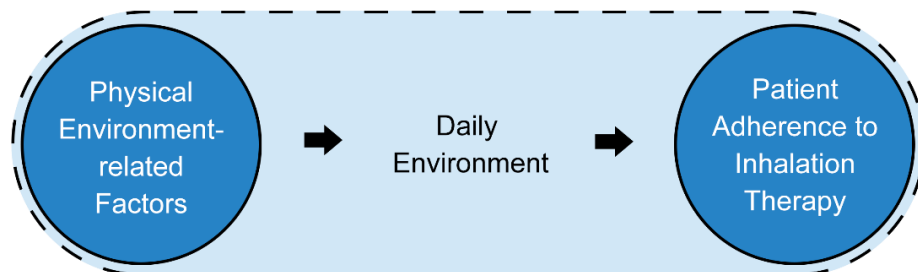 Physical
Environment-
related
Factors
Daily
Environment
Patient
Adherence to
Inhalation
Therapy